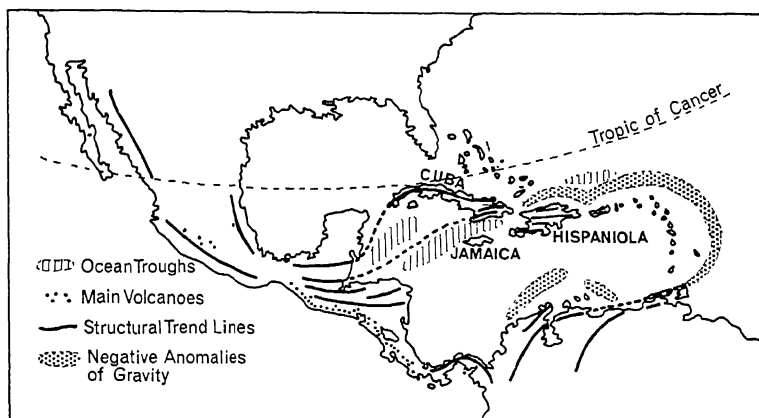 Tropic of Cancer
CUBA
JAMAICA
HISPANIOLA
Ocean Troughs
Main Volcanoes
Structural Trend Lines
Negative Anomalies
of Gravity